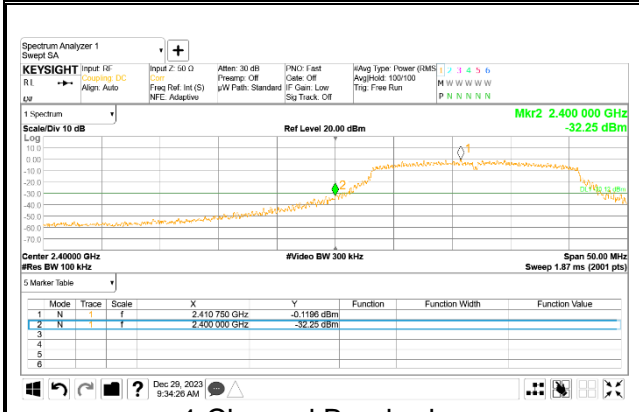 Spectrum Analyzer 1
Swept SA
+
KEYSIGHT Input: RF Input Z: 50 Ω Atten: 30 dB PNO: Fast #Avg Type: Power (RMS 1 2 3 4 5 6
RL Coupling: DC Corr Preamp: Off Gate: Off Avg|Hold: 100/100 M W W W W W
Align: Auto Freq Ref: Int (S) µW Path: Standard IF Gain: Low Trig: Free Run
NFE: Adaptive Sig Track: Off P N N N N N
1 Spectrum Mkr2 2.400 000 GHz
Scale/Div 10 dB Ref Level 20.00 dBm -32.25 dBm
Log
10.0
0.00
-10.0
-20.0
-30.0
-40.0
-50.0
-60.0
-70.0
1
2
Center 2.40000 GHz #Video BW 300 kHz Span 50.00 MHz
#Res BW 100 kHz Sweep 1.87 ms (2001 pts)
5 Marker Table
Mode Trace Scale X Y Function Function Width Function Value
1 N 1 f 2.410 750 GHz -0.1196 dBm
2 N 1 f 2.400 000 GHz -32.25 dBm
3
4
5
6
? Dec 29, 2023
9:34:26 AM